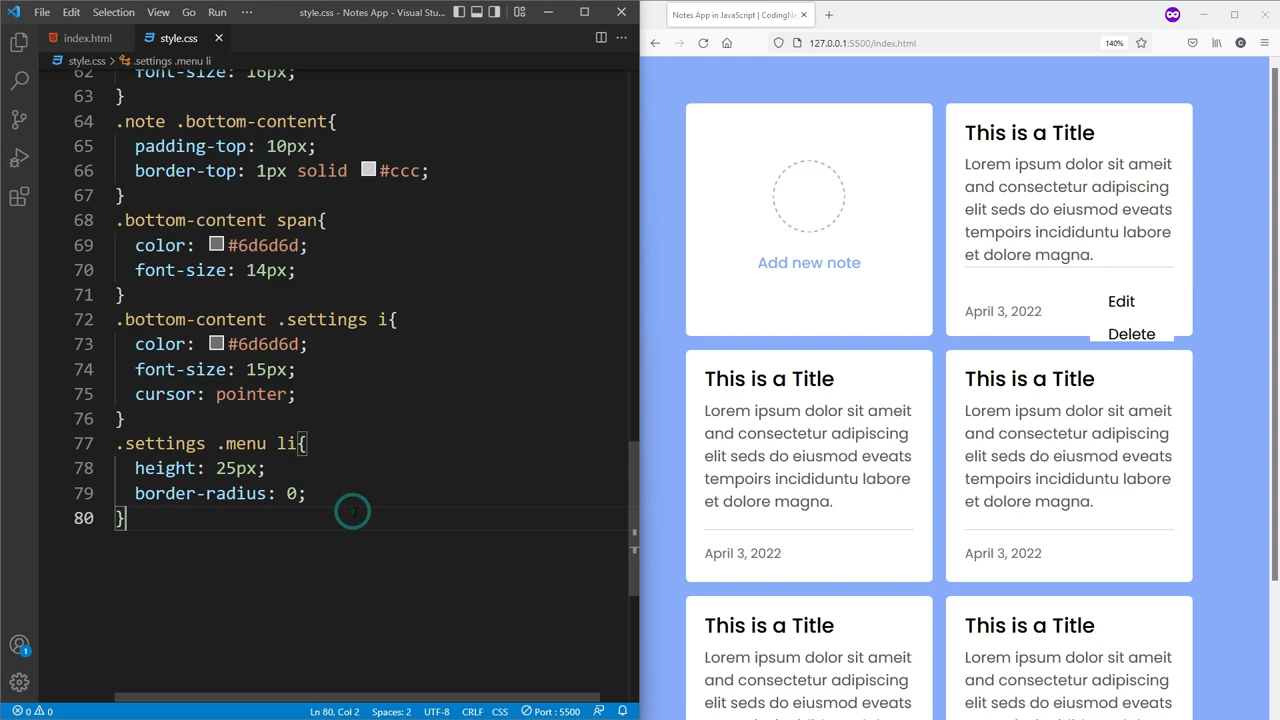 File Edit Selection View Go Run ··· style.css - Notes App - Visual Stu...
index.html style.css
style.css > .settings .menu li
62 font-size: 16px;
63 }
64 .note .bottom-content{
65 padding-top: 10px;
66 border-top: 1px solid #ccc;
67 }
68 .bottom-content span{
69 color: #6d6d6d;
70 font-size: 14px;
71 }
72 .bottom-content .settings i{
73 color: #6d6d6d;
74 font-size: 15px;
75 cursor: pointer;
76 }
77 .settings .menu li{
78 height: 25px;
79 border-radius: 0;
80 }
1
0 0 Ln 80, Col 2 Spaces: 2 UTF-8 CRLF CSS Port : 5500
Notes App in JavaScript | CodingNe
127.0.0.1:5500/index.html 140%
Add new note
This is a Title
Lorem ipsum dolor sit ameit
and consectetur adipiscing
elit seds do eiusmod eveats
tempoirs incididuntu labore
et dolore magna.
April 3, 2022
Edit
Delete
This is a Title
Lorem ipsum dolor sit ameit
and consectetur adipiscing
elit seds do eiusmod eveats
tempoirs incididuntu labore
et dolore magna.
April 3, 2022
This is a Title
Lorem ipsum dolor sit ameit
and consectetur adipiscing
elit seds do eiusmod eveats
tempoirs incididuntu labore
et dolore magna.
April 3, 2022
This is a Title
Lorem ipsum dolor sit ameit
and consectetur adipiscing
elit seds do eiusmod eveats
This is a Title
Lorem ipsum dolor sit ameit
and consectetur adipiscing
elit seds do eiusmod eveats